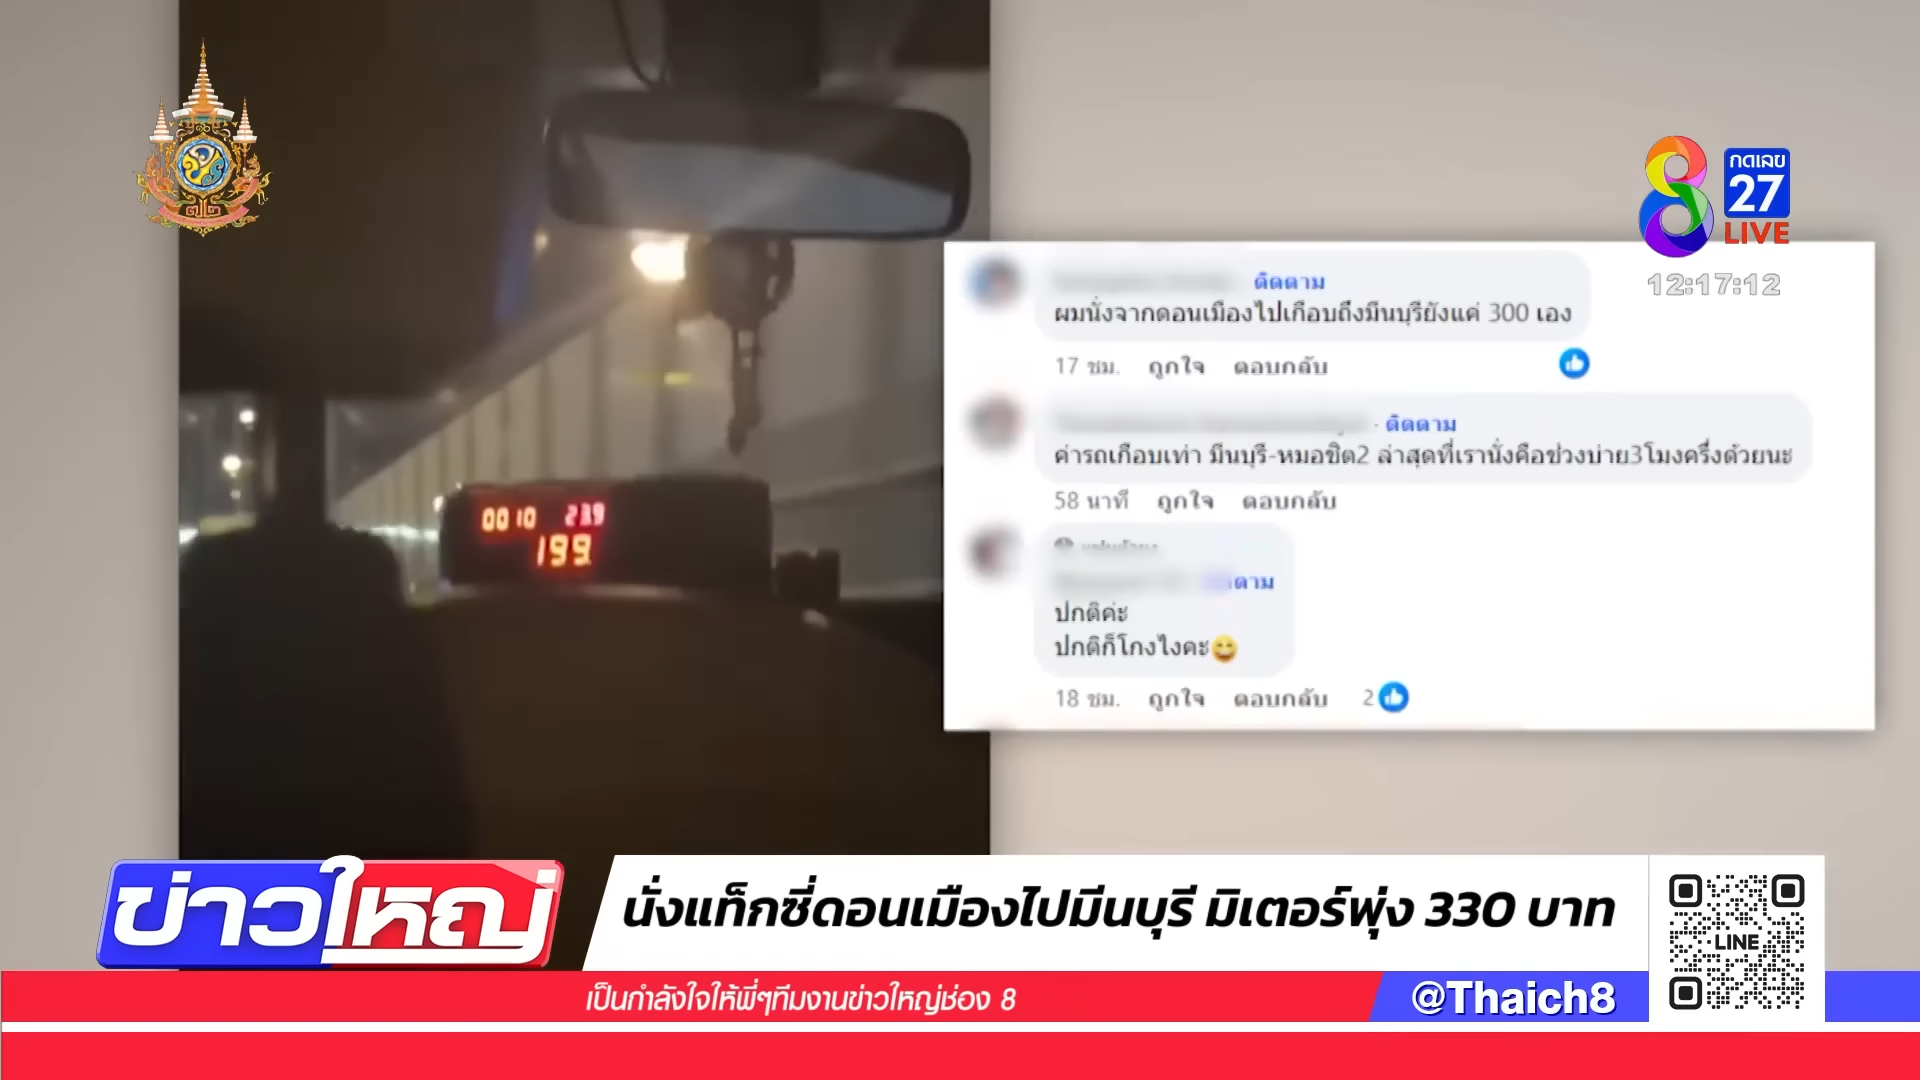 กดเลข
27
LIVE
12:17:12
ติดตาม
ผมนั่งจากดอนเมืองไปเกือบถึงมีนบุรียังแค่ 300 เอง
17 ชม. ถูกใจ ตอบกลับ
· ติดตาม
ค่ารถเกือบเท่า มีนบุรี-หมอชิต2 ล่าสุดที่เรานั่งคือช่วงบ่าย3โมงครึ่งด้วยนะ
58 นาที ถูกใจ ตอบกลับ
ปกติค่ะ
ปกติก็โกงไงคะ😄
18 ชม. ถูกใจ ตอบกลับ 2
0010 23.9
199.
ข่าวใหญ่
นั่งแท็กซี่ดอนเมืองไปมีนบุรี มิเตอร์พุ่ง 330 บาท
LINE
เป็นกำลังใจให้พี่ๆทีมงานข่าวใหญ่ช่อง 8
@Thaich8